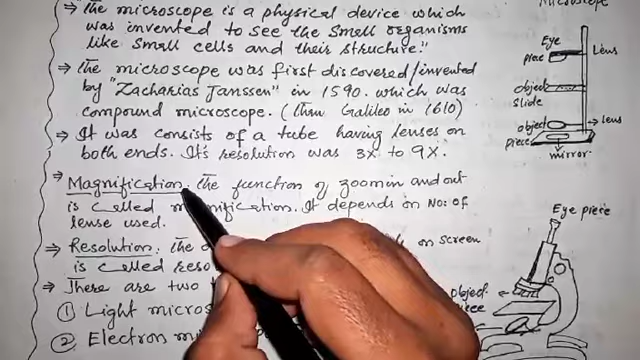 ⇒ "The microscope is a physical device which
was invented to see the small organisms
like small cells and their structure."
⇒ The microscope was first discovered/invented
by "Zacharias Janssen" in 1590. which was
compound microscope. (then Galileo in 1610)
⇒ It was consists of a tube having lenses on
both ends. It's resolution was 3X to 9X.
⇒ Magnification: The function of zoomin and out
is called It depends on No: of
lense used.
⇒ Resolution: The on screen
is called
⇒ There are two
① Light
② Electron
Microscope
Eye piece
Lens
object slide
object piece
lens
mirror
Eye piece
Object